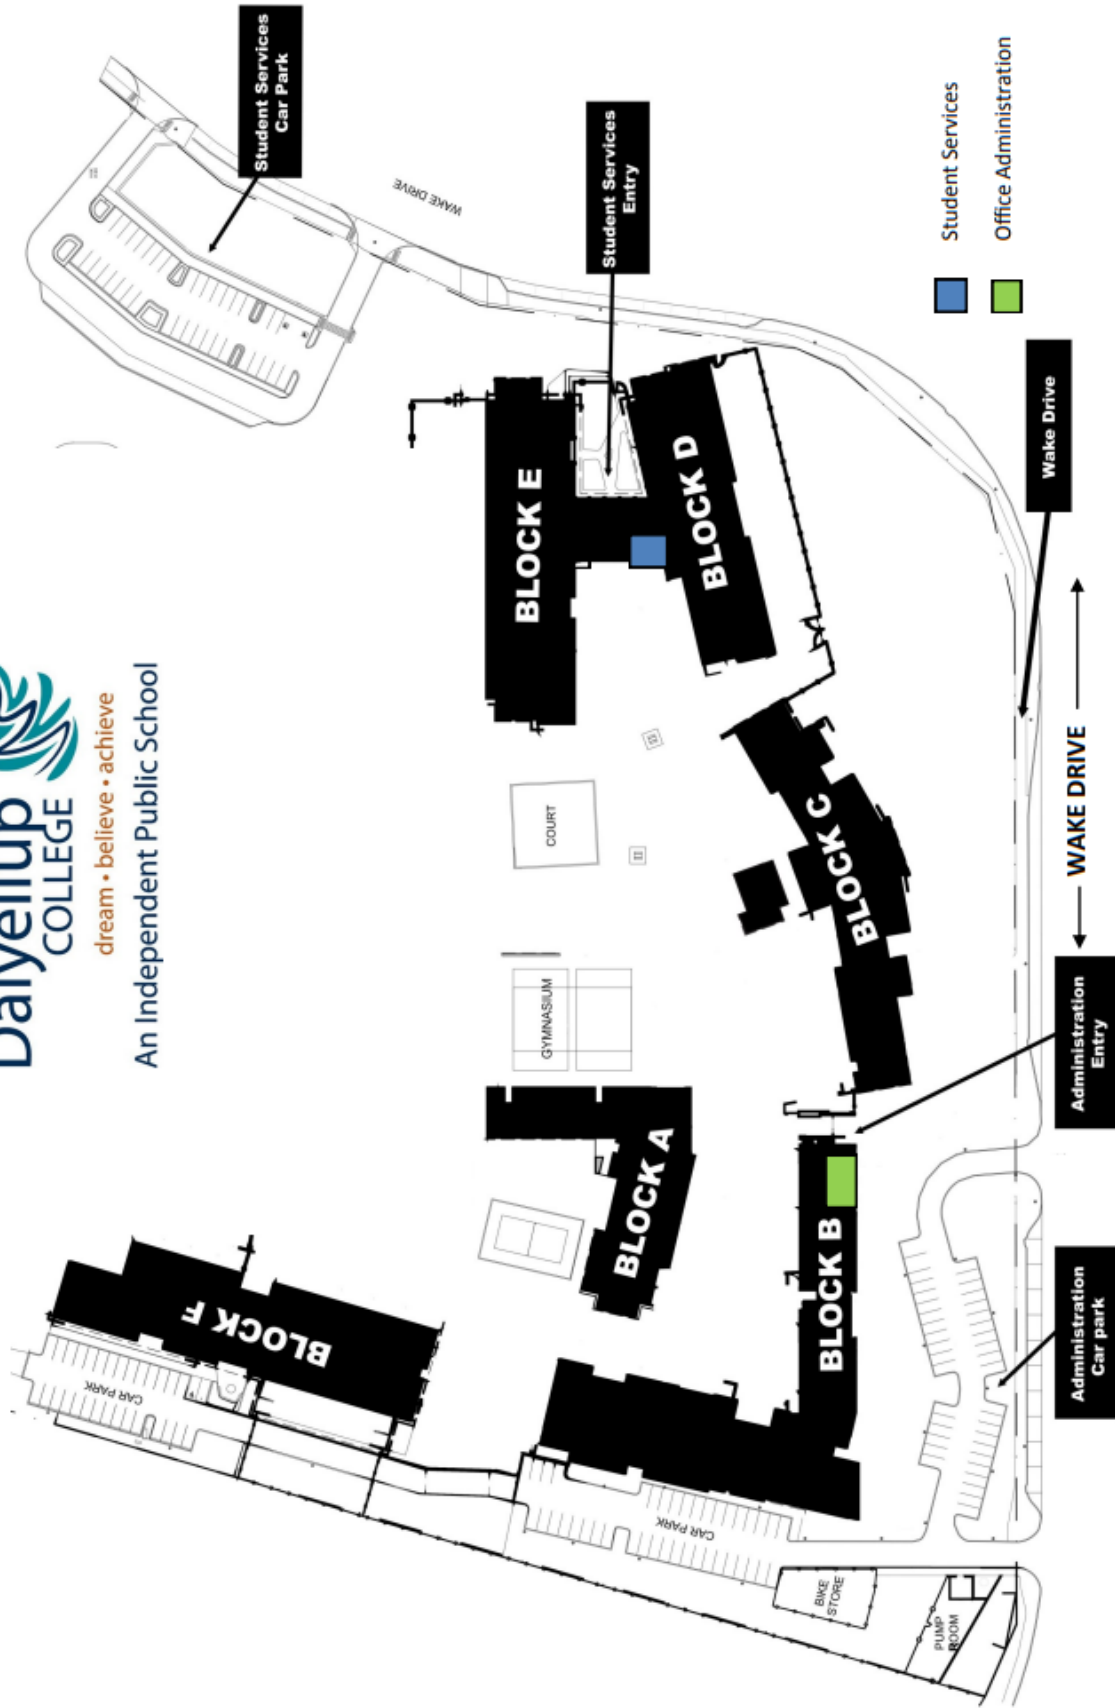 Dalyellup
COLLEGE
dream • believe • achieve
An Independent Public School
Student Services
Car Park
WAKE DRIVE
Student Services
Entry
Student Services
Office Administration
Wake Drive
WAKE DRIVE
BLOCK E
BLOCK D
COURT
BLOCK C
GYMNASIUM
BLOCK A
BLOCK B
BLOCK F
CAR PARK
CAR PARK
BIKE
STORE
PUMP
ROOM
Administration
Entry
Administration
Car park